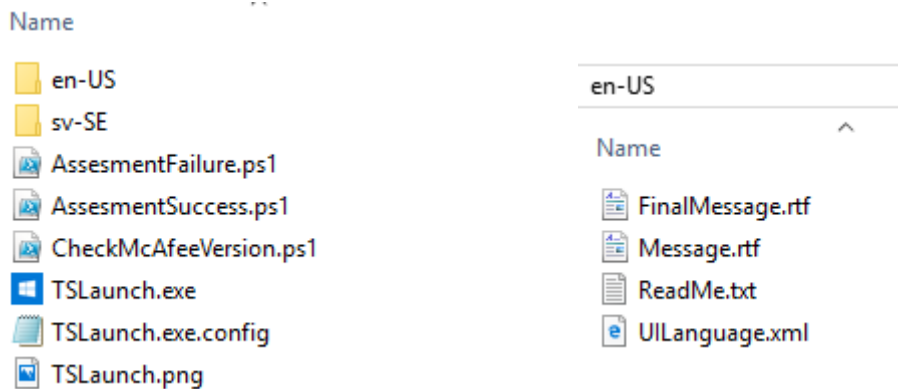 Name
en-US
sv-SE
AssesmentFailure.ps1
AssesmentSuccess.ps1
CheckMcAfeeVersion.ps1
TSLaunch.exe
TSLaunch.exe.config
TSLaunch.png
en-US
Name
FinalMessage.rtf
Message.rtf
ReadMe.txt
UILanguage.xml